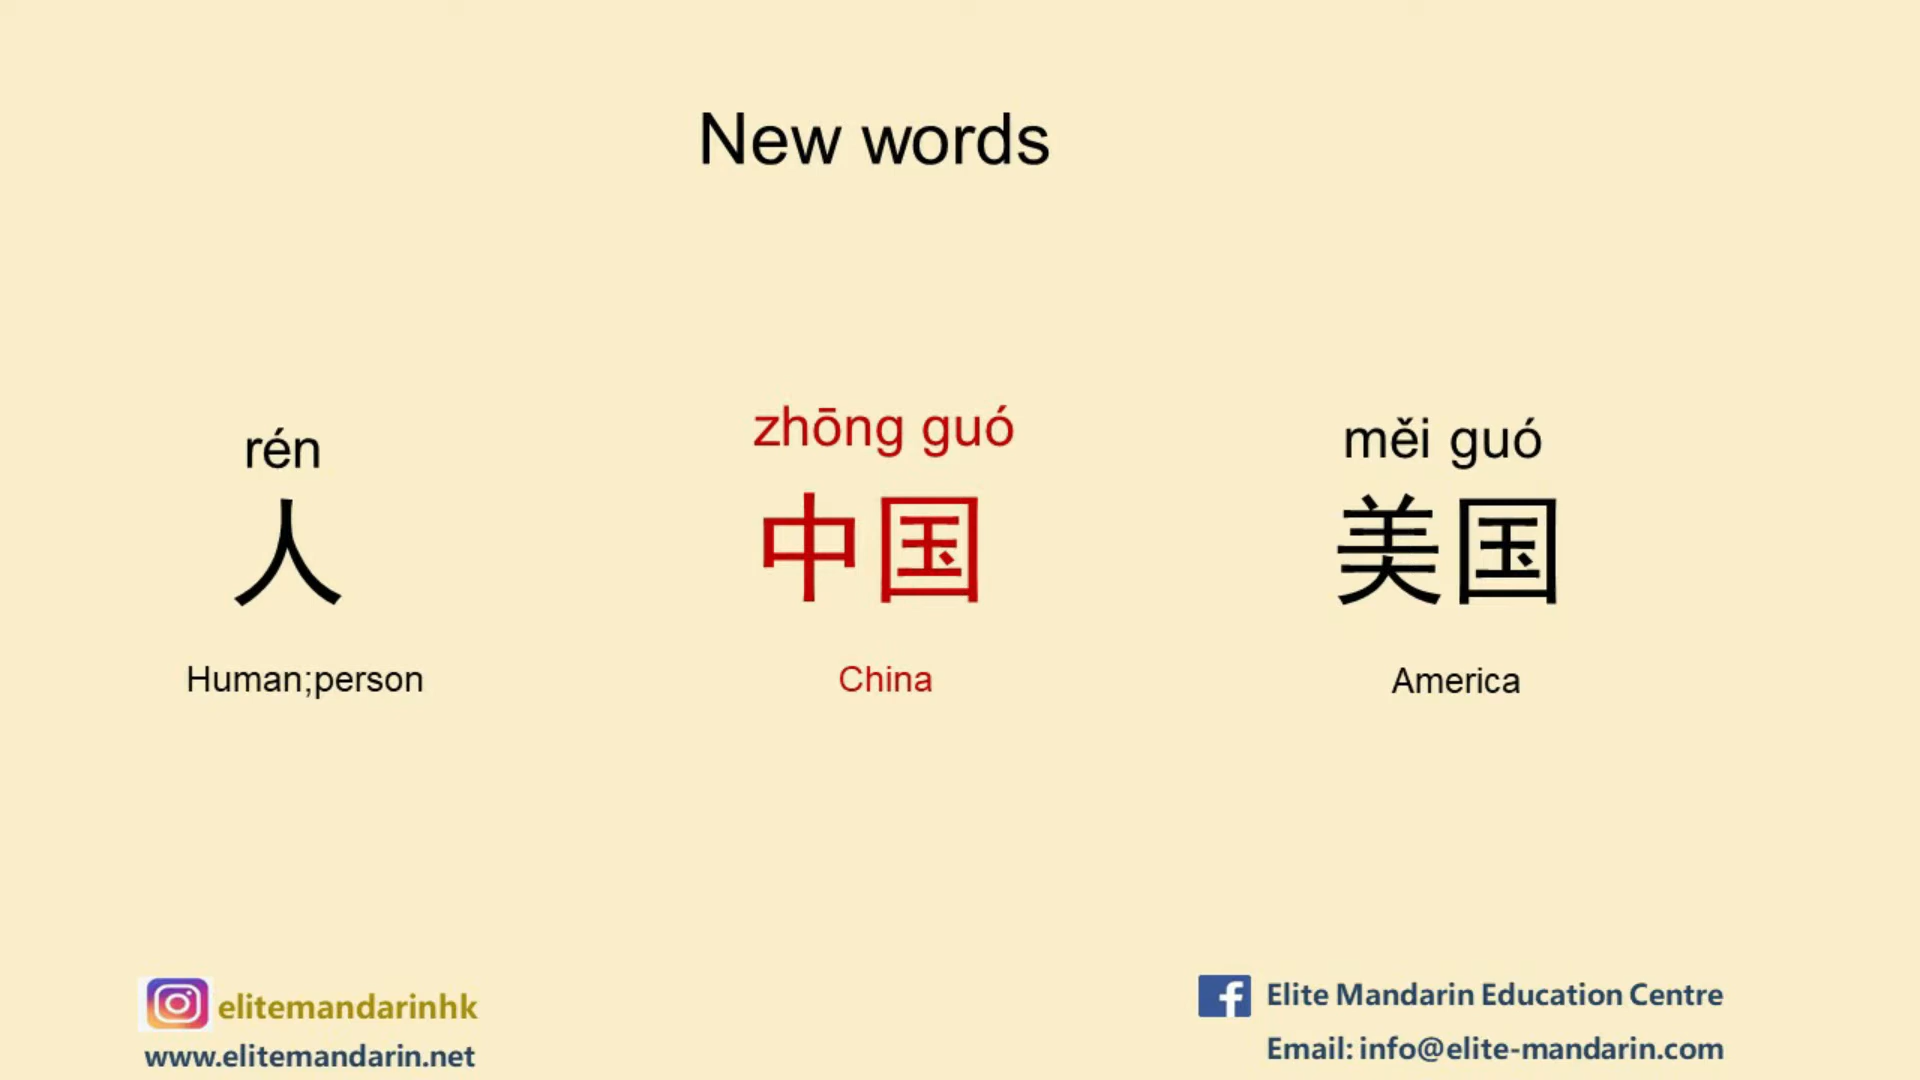 New words
rén
人
Human;person
zhōng guó
中国
China
měi guó
美国
America
elitemandarinhk
www.elitemandarin.net
Elite Mandarin Education Centre
Email: info@elite-mandarin.com